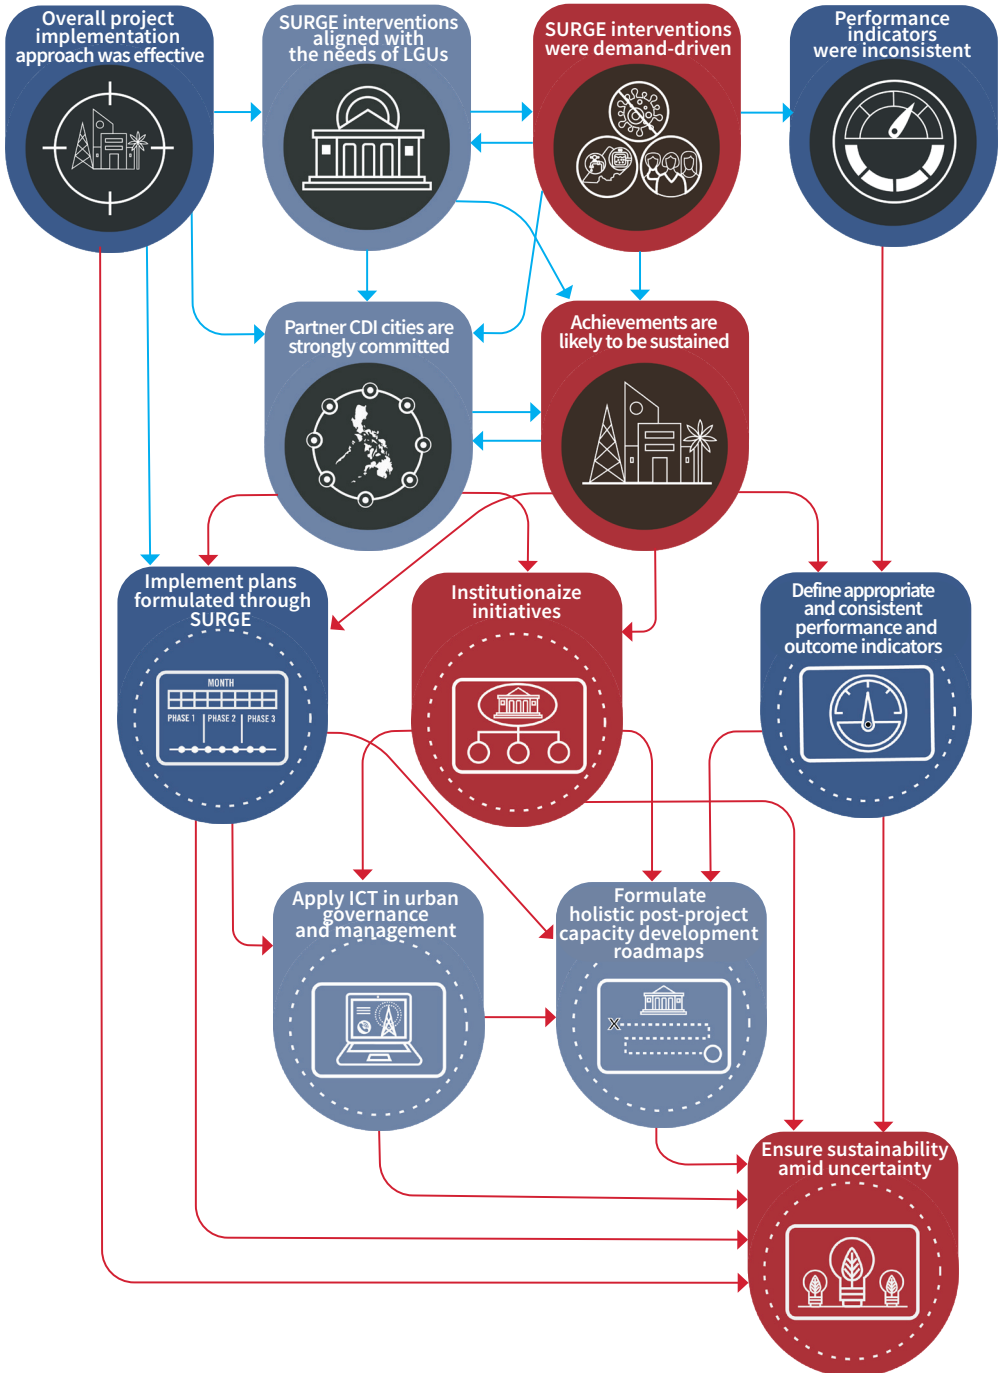 Overall project
implementation
approach was effective
SURGE interventions
aligned with
the needs of LGUs
SURGE interventions
were demand-driven
Performance
indicators
were inconsistent
Partner CDI cities are
strongly committed
Achievements are
likely to be sustained
Implement plans
formulated through
SURGE
MONTH
PHASE 1 PHASE 2 PHASE 3
Institutionaize
initiatives
Define appropriate
and consistent
performance and
outcome indicators
Apply ICT in urban
governance
and management
Formulate
holistic post-project
capacity development
roadmaps
X
Ensure sustainability
amid uncertainty